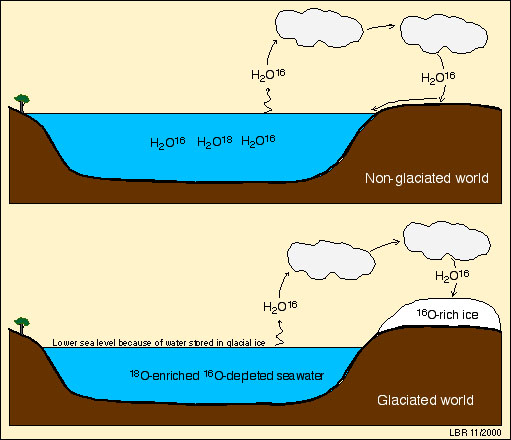 H₂O¹⁶
H₂O¹⁶
H₂O¹⁶ H₂O¹⁸ H₂O¹⁶
Non-glaciated world
H₂O¹⁶
H₂O¹⁶
¹⁶O-rich ice
Lower sea level because of water stored in glacial ice
¹⁸O-enriched ¹⁶O-depleted seawater
Glaciated world
LBR 11/2000